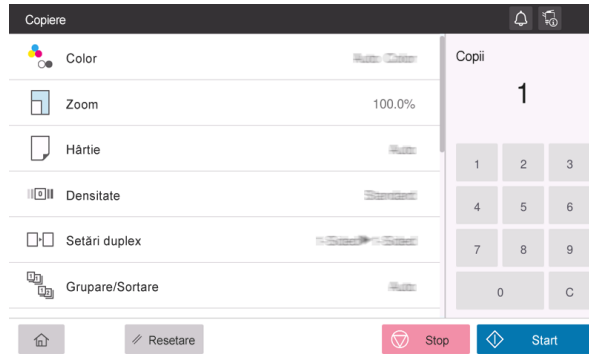 Copiere
Color
Zoom 100.0%
Hârtie
Densitate
Setări duplex
Grupare/Sortare
Copii
1
1 2 3
4 5 6
7 8 9
0 C
Resetare
Stop
Start